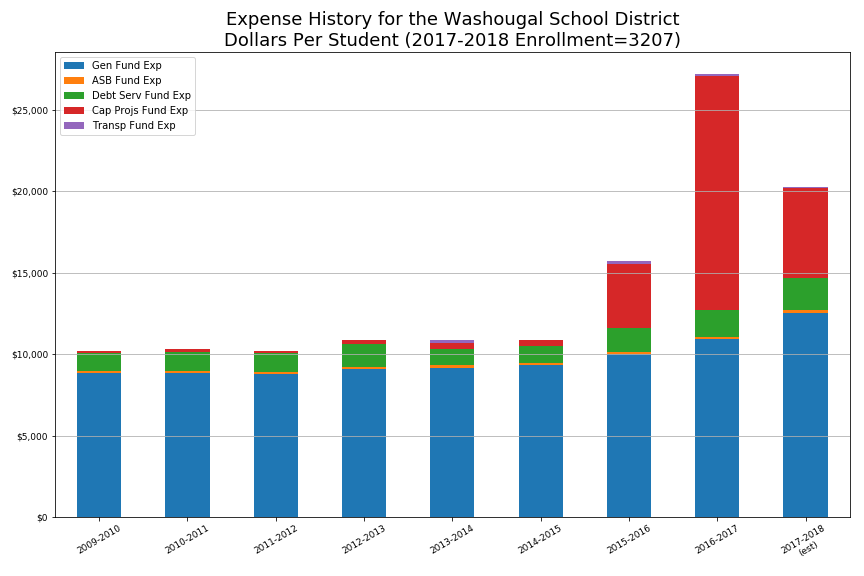 Expense History for the Washougal School District
Dollars Per Student (2017-2018 Enrollment=3207)
Gen Fund Exp
ASB Fund Exp
Debt Serv Fund Exp
Cap Projs Fund Exp
Transp Fund Exp
$25,000
$20,000
$15,000
$10,000
$5,000
$0
2009-2010
2010-2011
2011-2012
2012-2013
2013-2014
2014-2015
2015-2016
2016-2017
2017-2018
(est)